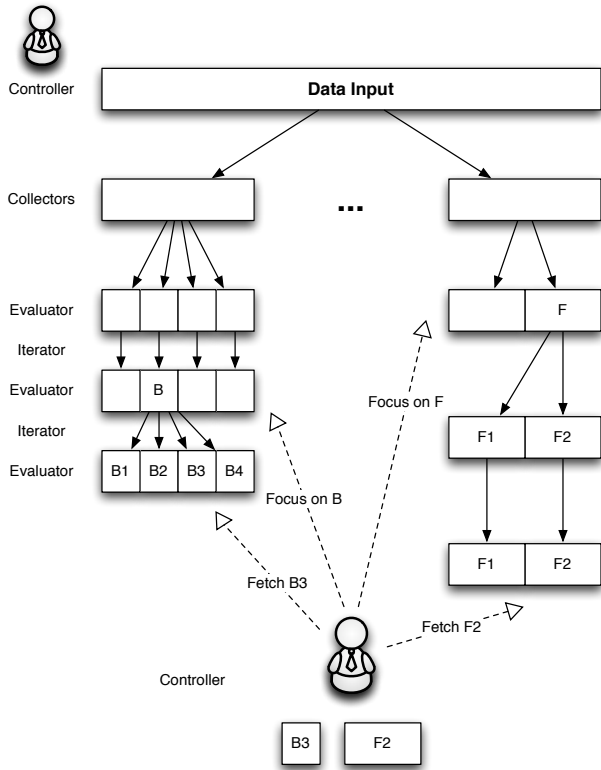 Controller
Data Input
Collectors
...
Evaluator
F
Iterator
Evaluator
B
Focus on F
Iterator
F1
F2
Evaluator
B1
B2
B3
B4
Focus on B
F1
F2
Fetch B3
Fetch F2
Controller
B3
F2